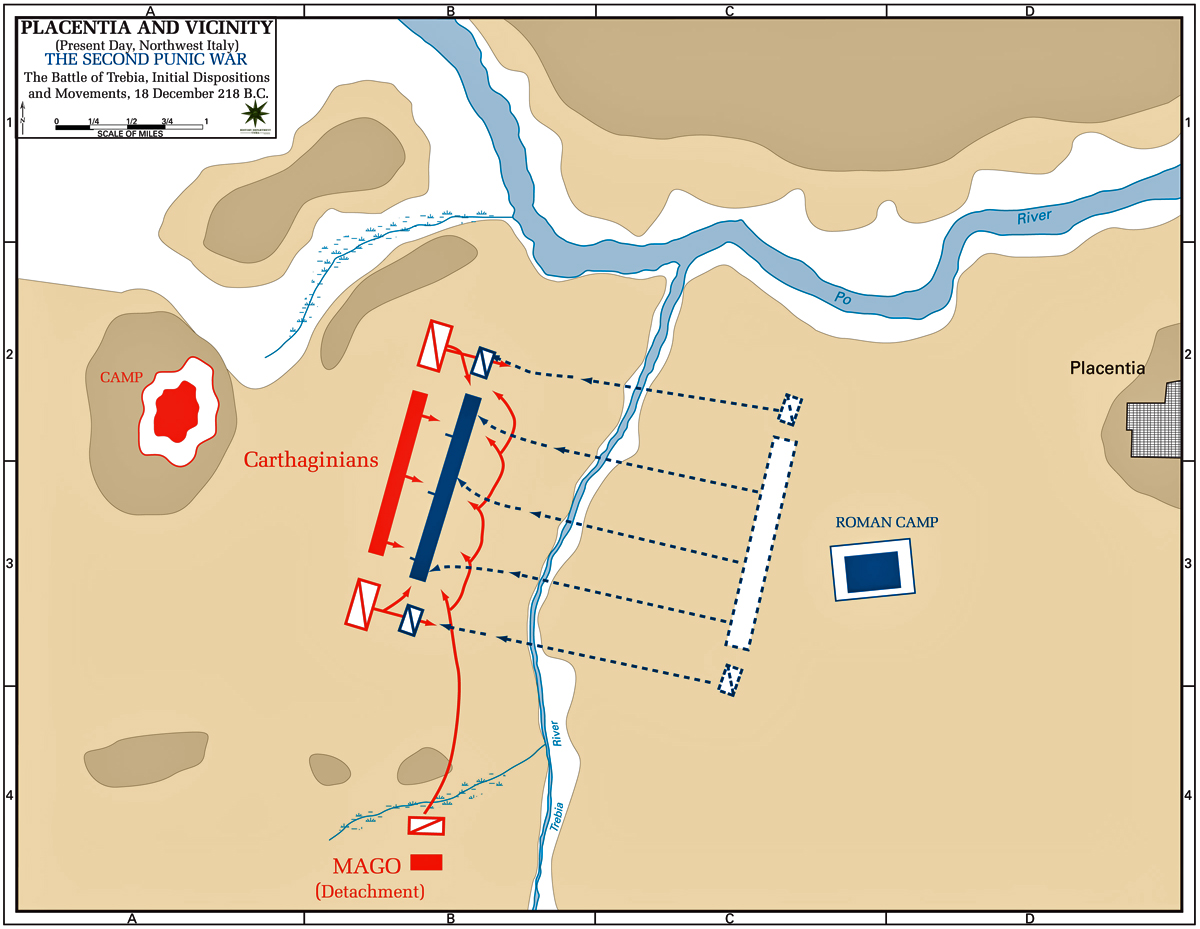 A
B
C
D
PLACENTIA AND VICINITY
(Present Day, Northwest Italy)
THE SECOND PUNIC WAR
The Battle of Trebia, Initial Dispositions
and Movements, 18 December 218 B.C.
N
0 1/4 1/2 3/4 1
SCALE OF MILES
1
1
River
Po
2
2
Placentia
CAMP
Carthaginians
ROMAN CAMP
3
3
River
Trebia
4
4
MAGO
(Detachment)
A
B
C
D